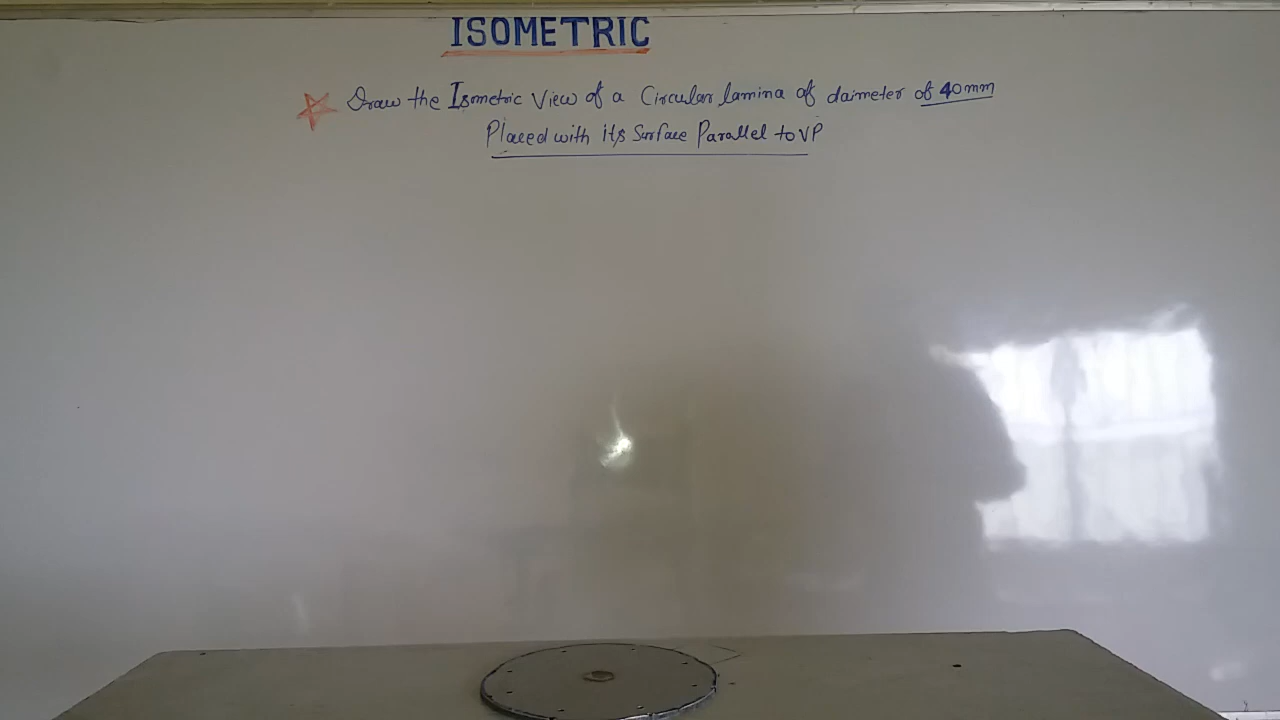 ISOMETRIC
Draw the Isometric View of a Circular lamina of daimeter of 40mm
Placed with its Surface Parallel to VP